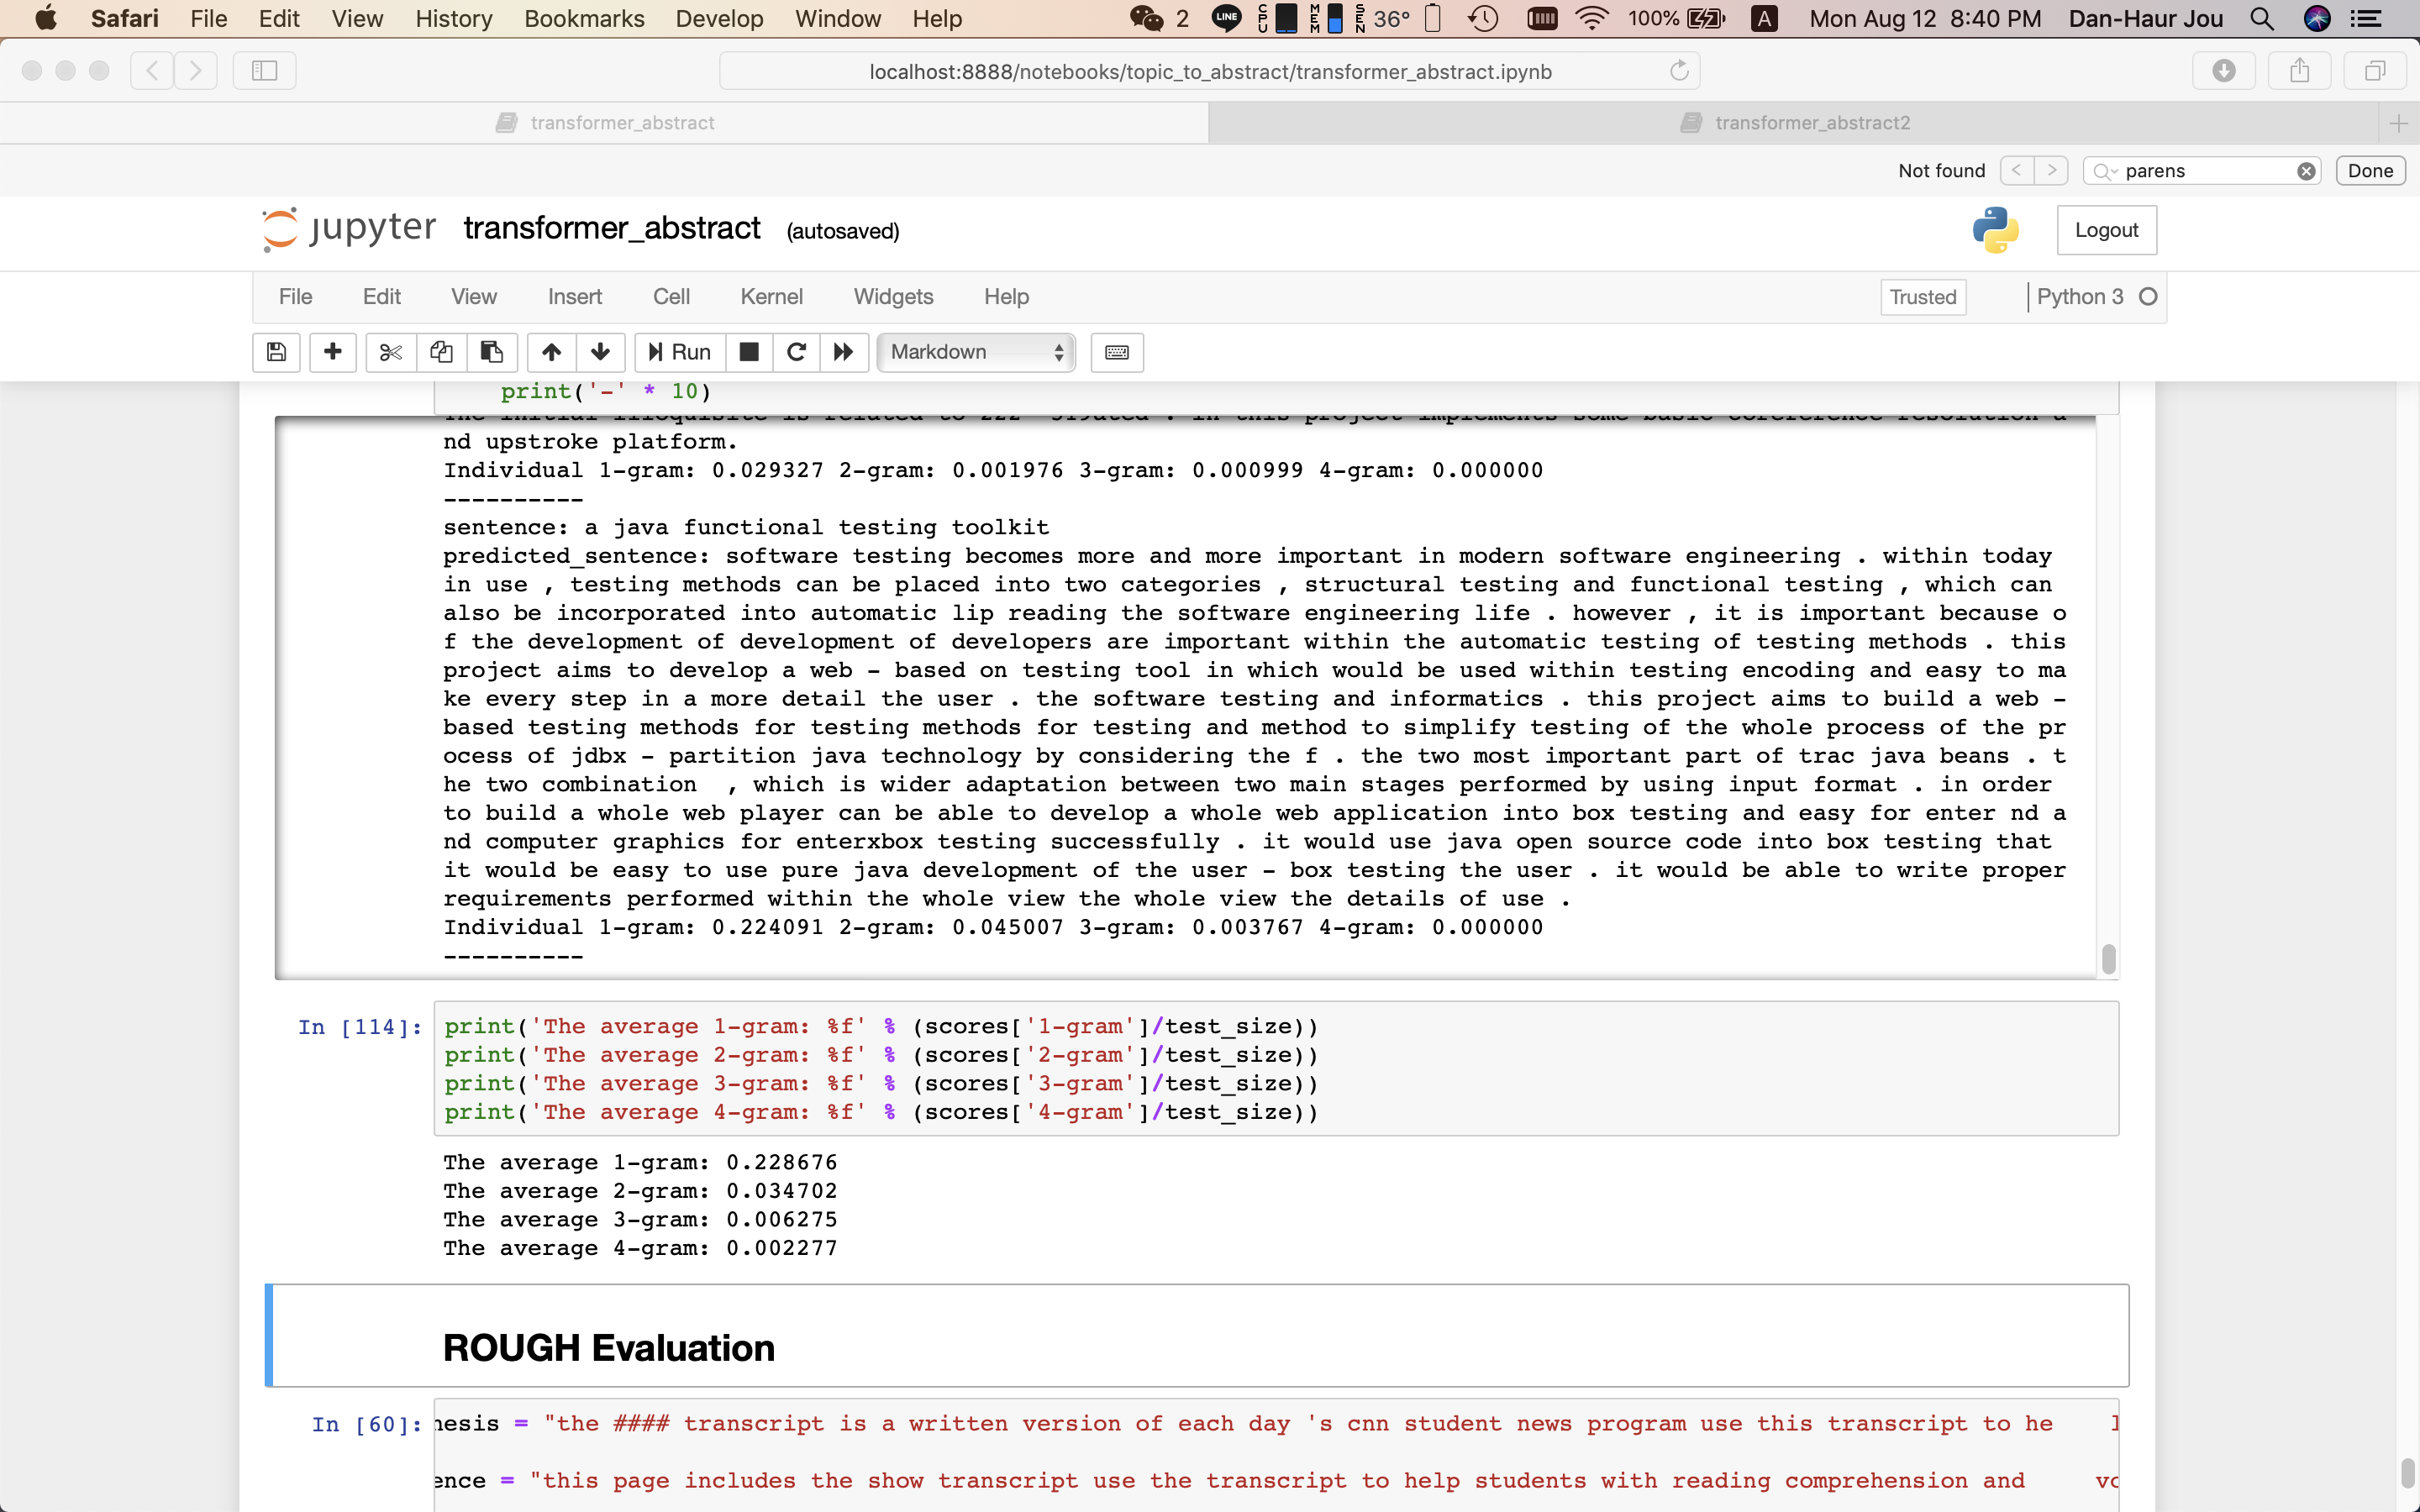 Safari File Edit View History Bookmarks Develop Window Help 2 LINE CPU MEM SEN 36° 100% A Mon Aug 12 8:40 PM Dan-Haur Jou
localhost:8888/notebooks/topic_to_abstract/transformer_abstract.ipynb
transformer_abstract transformer_abstract2
Not found parens Done
jupyter transformer_abstract (autosaved) Logout
File Edit View Insert Cell Kernel Widgets Help Trusted Python 3
Run Markdown
print('-' * 10)
nd upstroke platform.
Individual 1-gram: 0.029327 2-gram: 0.001976 3-gram: 0.000999 4-gram: 0.000000
----------
sentence: a java functional testing toolkit
predicted_sentence: software testing becomes more and more important in modern software engineering . within today
in use , testing methods can be placed into two categories , structural testing and functional testing , which can
also be incorporated into automatic lip reading the software engineering life . however , it is important because o
f the development of development of developers are important within the automatic testing of testing methods . this
project aims to develop a web - based on testing tool in which would be used within testing encoding and easy to ma
ke every step in a more detail the user . the software testing and informatics . this project aims to build a web -
based testing methods for testing methods for testing and method to simplify testing of the whole process of the pr
ocess of jdbx - partition java technology by considering the f . the two most important part of trac java beans . t
he two combination  , which is wider adaptation between two main stages performed by using input format . in order
to build a whole web player can be able to develop a whole web application into box testing and easy for enter nd a
nd computer graphics for enterxbox testing successfully . it would use java open source code into box testing that
it would be easy to use pure java development of the user - box testing the user . it would be able to write proper
requirements performed within the whole view the whole view the details of use .
Individual 1-gram: 0.224091 2-gram: 0.045007 3-gram: 0.003767 4-gram: 0.000000
----------
In [114]: print('The average 1-gram: %f' % (scores['1-gram']/test_size))
print('The average 2-gram: %f' % (scores['2-gram']/test_size))
print('The average 3-gram: %f' % (scores['3-gram']/test_size))
print('The average 4-gram: %f' % (scores['4-gram']/test_size))
The average 1-gram: 0.228676
The average 2-gram: 0.034702
The average 3-gram: 0.006275
The average 4-gram: 0.002277
ROUGH Evaluation
In [60]: nesis = "the #### transcript is a written version of each day 's cnn student news program use this transcript to he
ence = "this page includes the show transcript use the transcript to help students with reading comprehension and vo